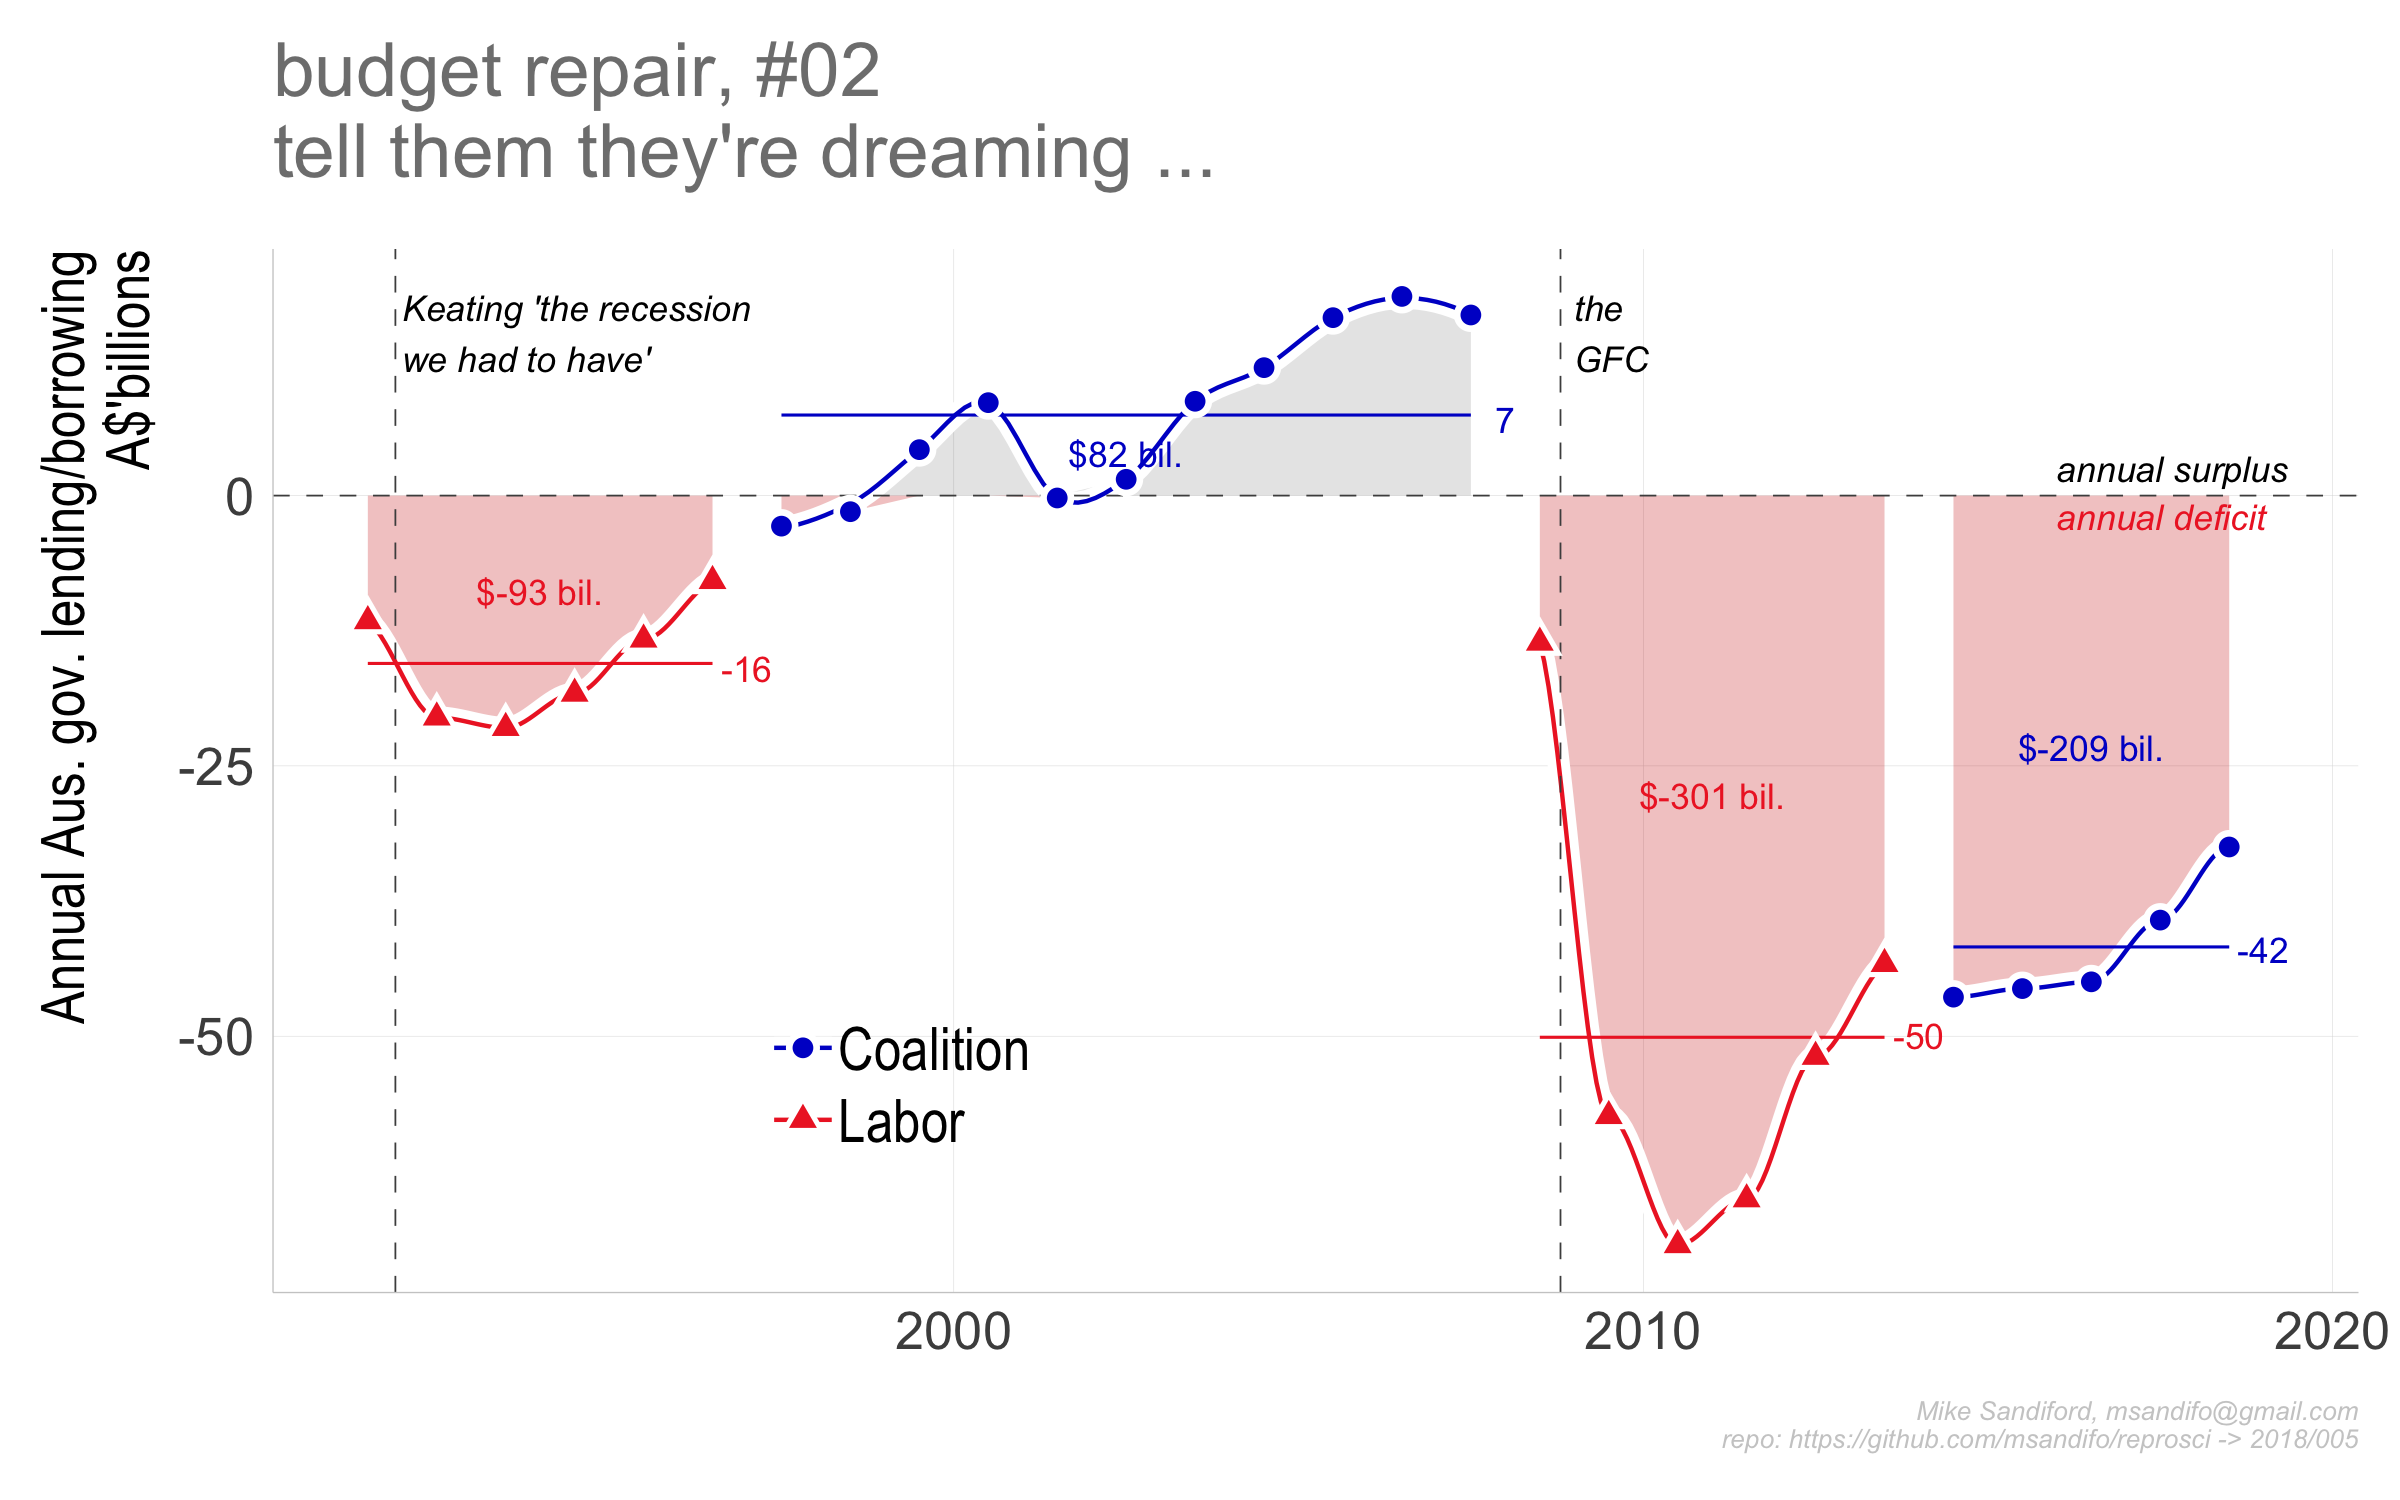 budget repair, #02
tell them they're dreaming ...
Annual Aus. gov. lending/borrowing
A$'billions
Keating 'the recession
we had to have'
the
GFC
7
$82 bil.
annual surplus
0
annual deficit
$-93 bil.
-16
$-209 bil.
-25
$-301 bil.
-42
-50
-50
Coalition
Labor
2000
2010
2020
Mike Sandiford, msandifo@gmail.com
repo: https://github.com/msandifo/reprosci -> 2018/005